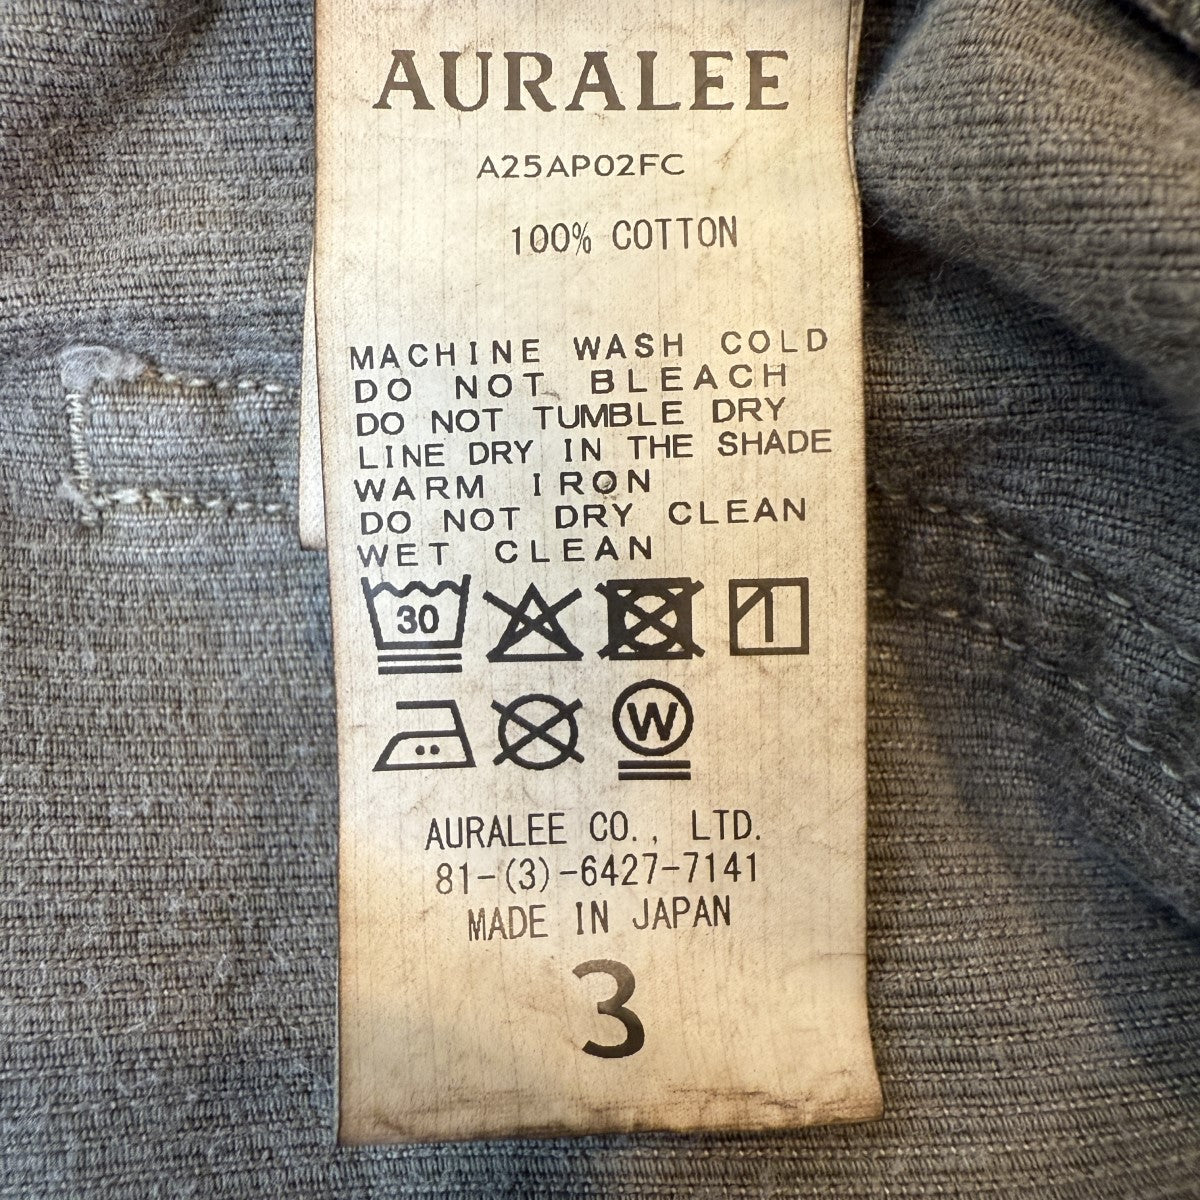 AURALEE
A25AP02FC
100% COTTON
MACHINE WASH COLD
DO NOT BLEACH
DO NOT TUMBLE DRY
LINE DRY IN THE SHADE
WARM IRON
DO NOT DRY CLEAN
WET CLEAN
30
W
AURALEE CO., LTD.
81-(3)-6427-7141
MADE IN JAPAN
3